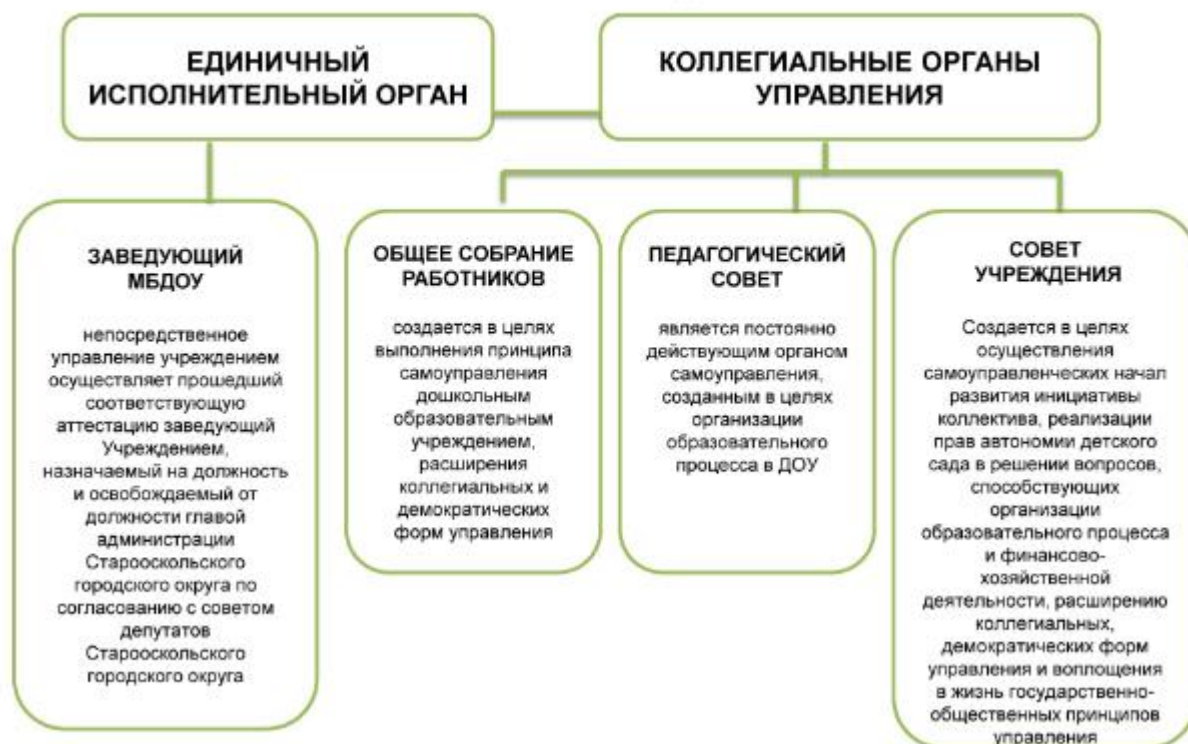 ЕДИНИЧНЫЙ
ИСПОЛНИТЕЛЬНЫЙ ОРГАН
КОЛЛЕГИАЛЬНЫЕ ОРГАНЫ
УПРАВЛЕНИЯ
ЗАВЕДУЮЩИЙ
МБДОУ
непосредственное
управление учреждением
осуществляет прошедший
соответствующую
аттестацию заведующий
Учреждением,
назначаемый на должность
и освобождаемый от
должности главой
администрации
Старооскольского
городского округа по
согласованию с советом
депутатов
Старооскольского
городского округа
ОБЩЕЕ СОБРАНИЕ
РАБОТНИКОВ
создается в целях
выполнения принципа
самоуправления
дошкольным
образовательным
учреждением,
расширения
коллегиальных и
демократических
форм управления
ПЕДАГОГИЧЕСКИЙ
СОВЕТ
является постоянно
действующим органом
самоуправления,
созданным в целях
организации
образовательного
процесса в ДОУ
СОВЕТ
УЧРЕЖДЕНИЯ
Создается в целях
осуществления
самоуправленческих начал
развития инициативы
коллектива, реализации
прав автономии детского
сада в решении вопросов,
способствующих
организации
образовательного процесса
и финансово-
хозяйственной
деятельности, расширению
коллегиальных,
демократических форм
управления и воплощения
в жизнь государственно-
общественных принципов
управления